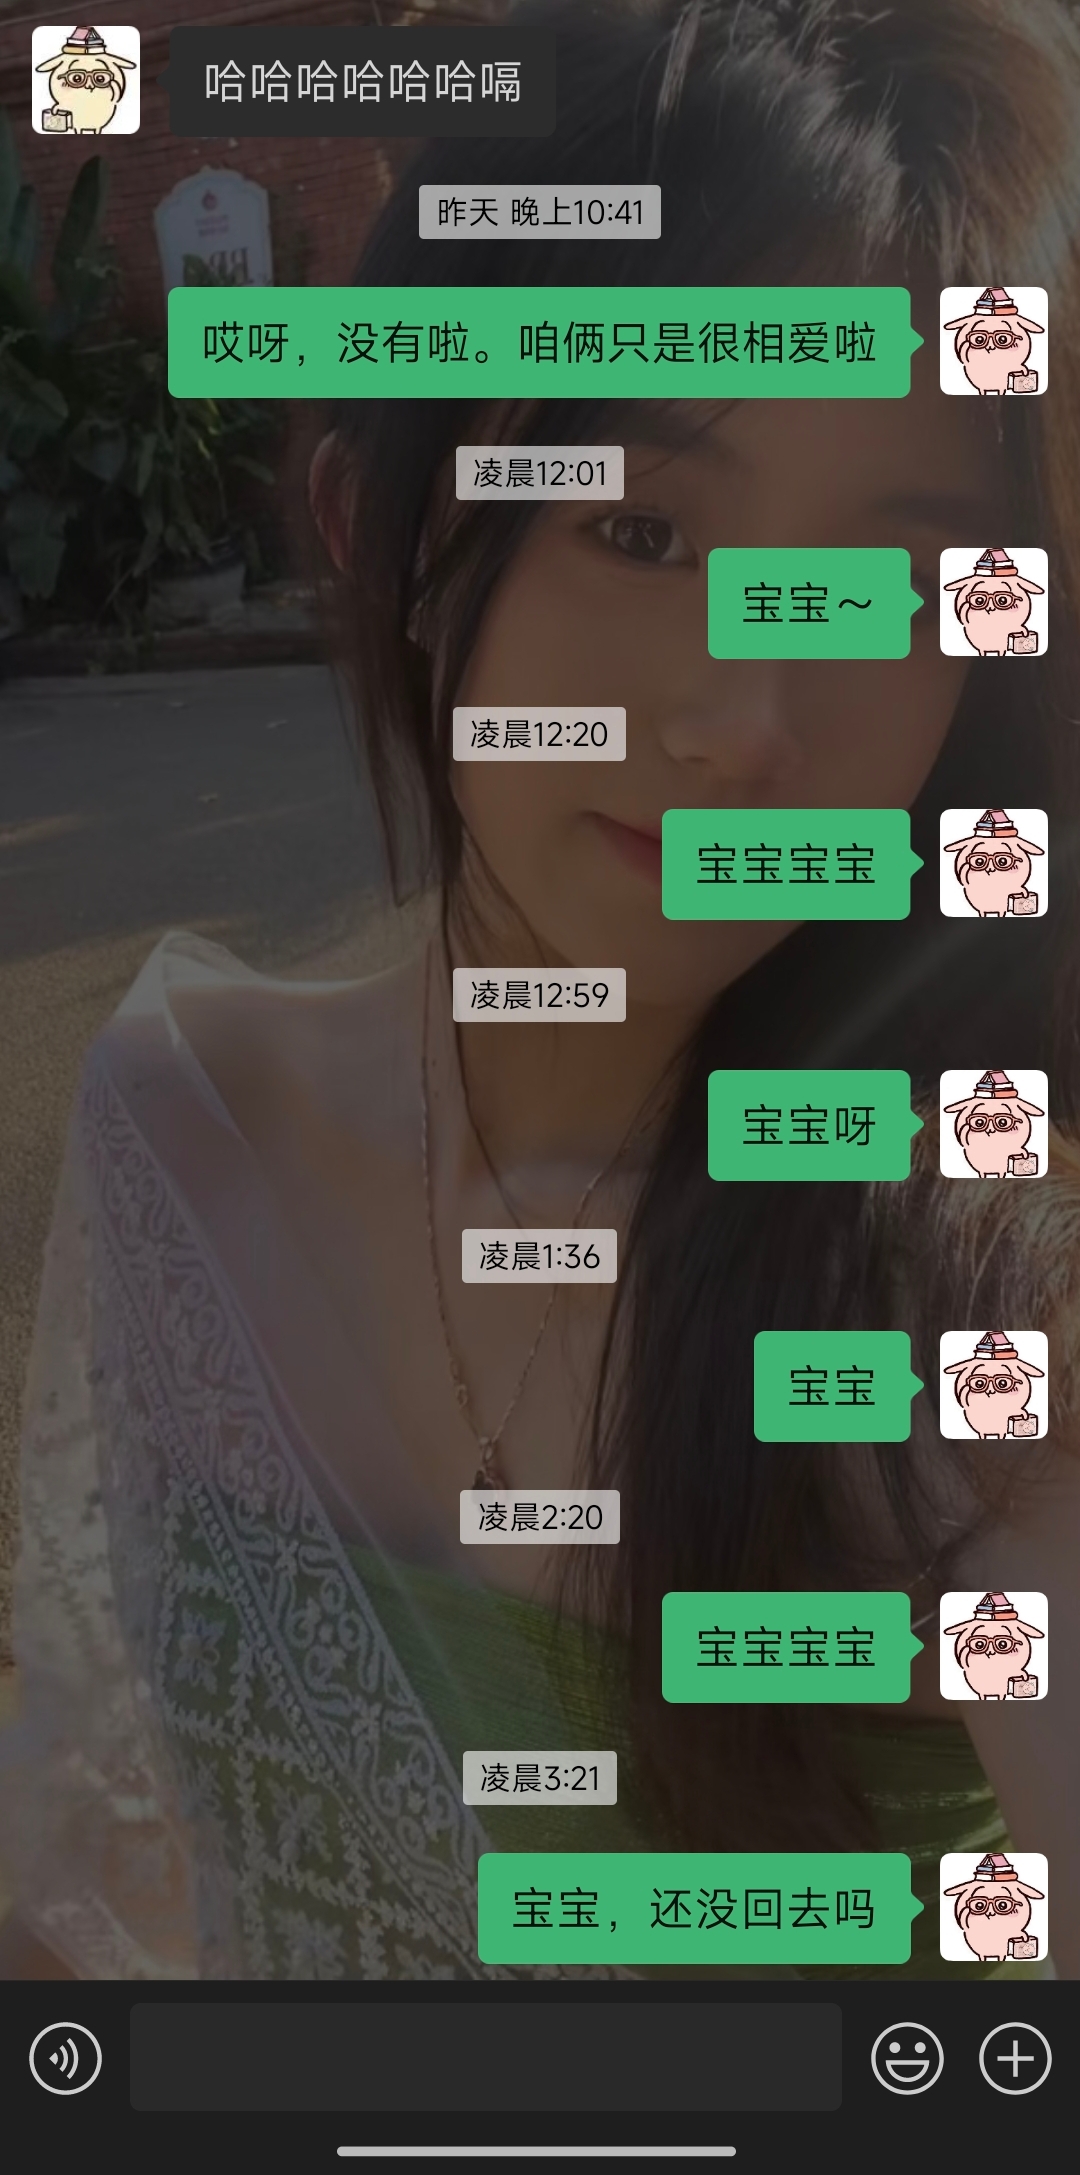 哈哈哈哈哈哈嗝
昨天 晚上10:41
哎呀，没有啦。咱俩只是很相爱啦
凌晨12:01
宝宝～
凌晨12:20
宝宝宝宝
凌晨12:59
宝宝呀
凌晨1:36
宝宝
凌晨2:20
宝宝宝宝
凌晨3:21
宝宝，还没回去吗